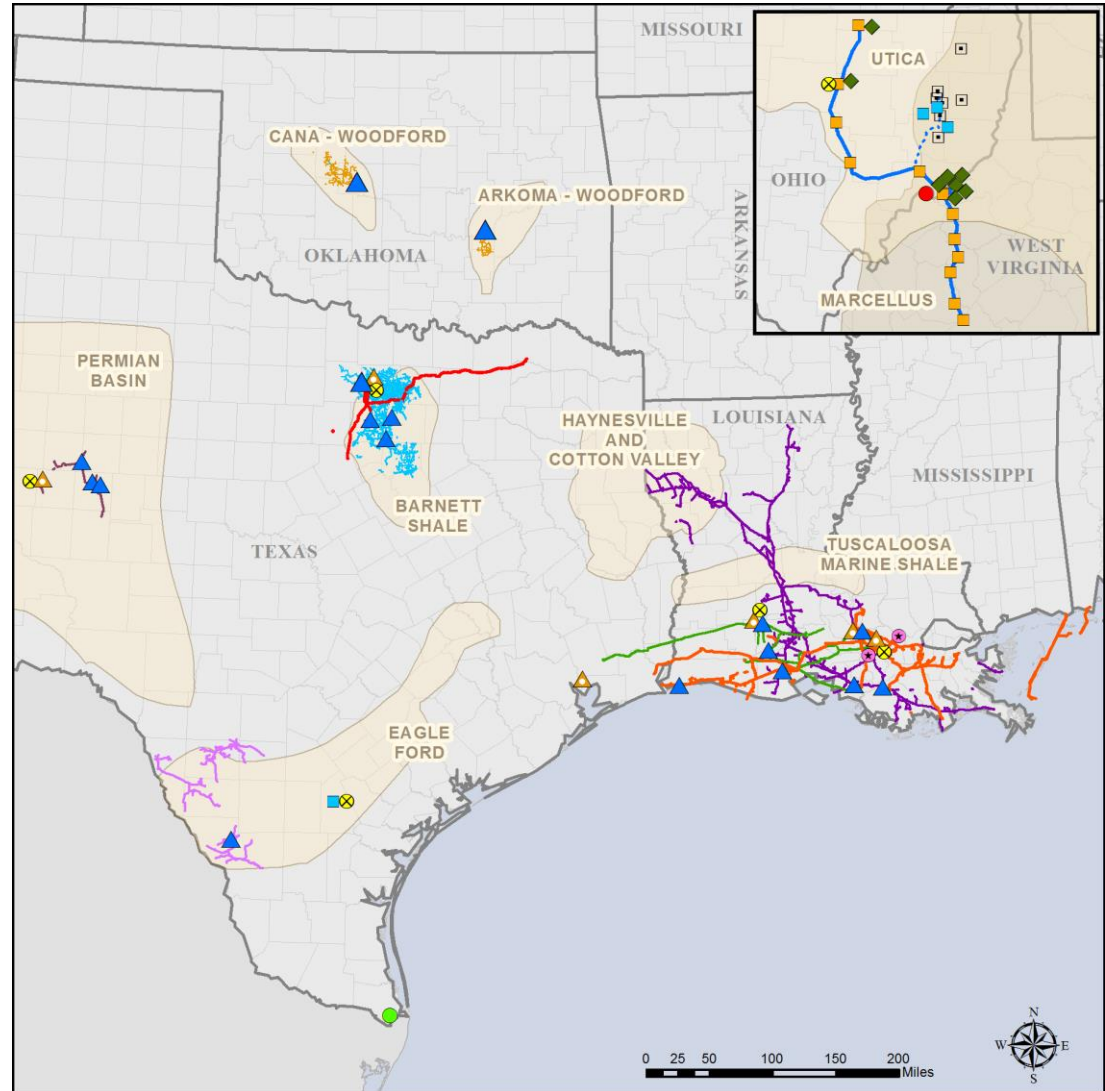 MISSOURI
UTICA
OHIO
WEST
VIRGINIA
MARCELLUS
CANA - WOODFORD
ARKOMA - WOODFORD
OKLAHOMA
ARKANSAS
PERMIAN
BASIN
HAYNESVILLE
AND
COTTON VALLEY
LOUISIANA
MISSISSIPPI
BARNETT
SHALE
TEXAS
TUSCALOOSA
MARINE SHALE
EAGLE
FORD
N
W
E
S
0 25 50 100 150 200
Miles